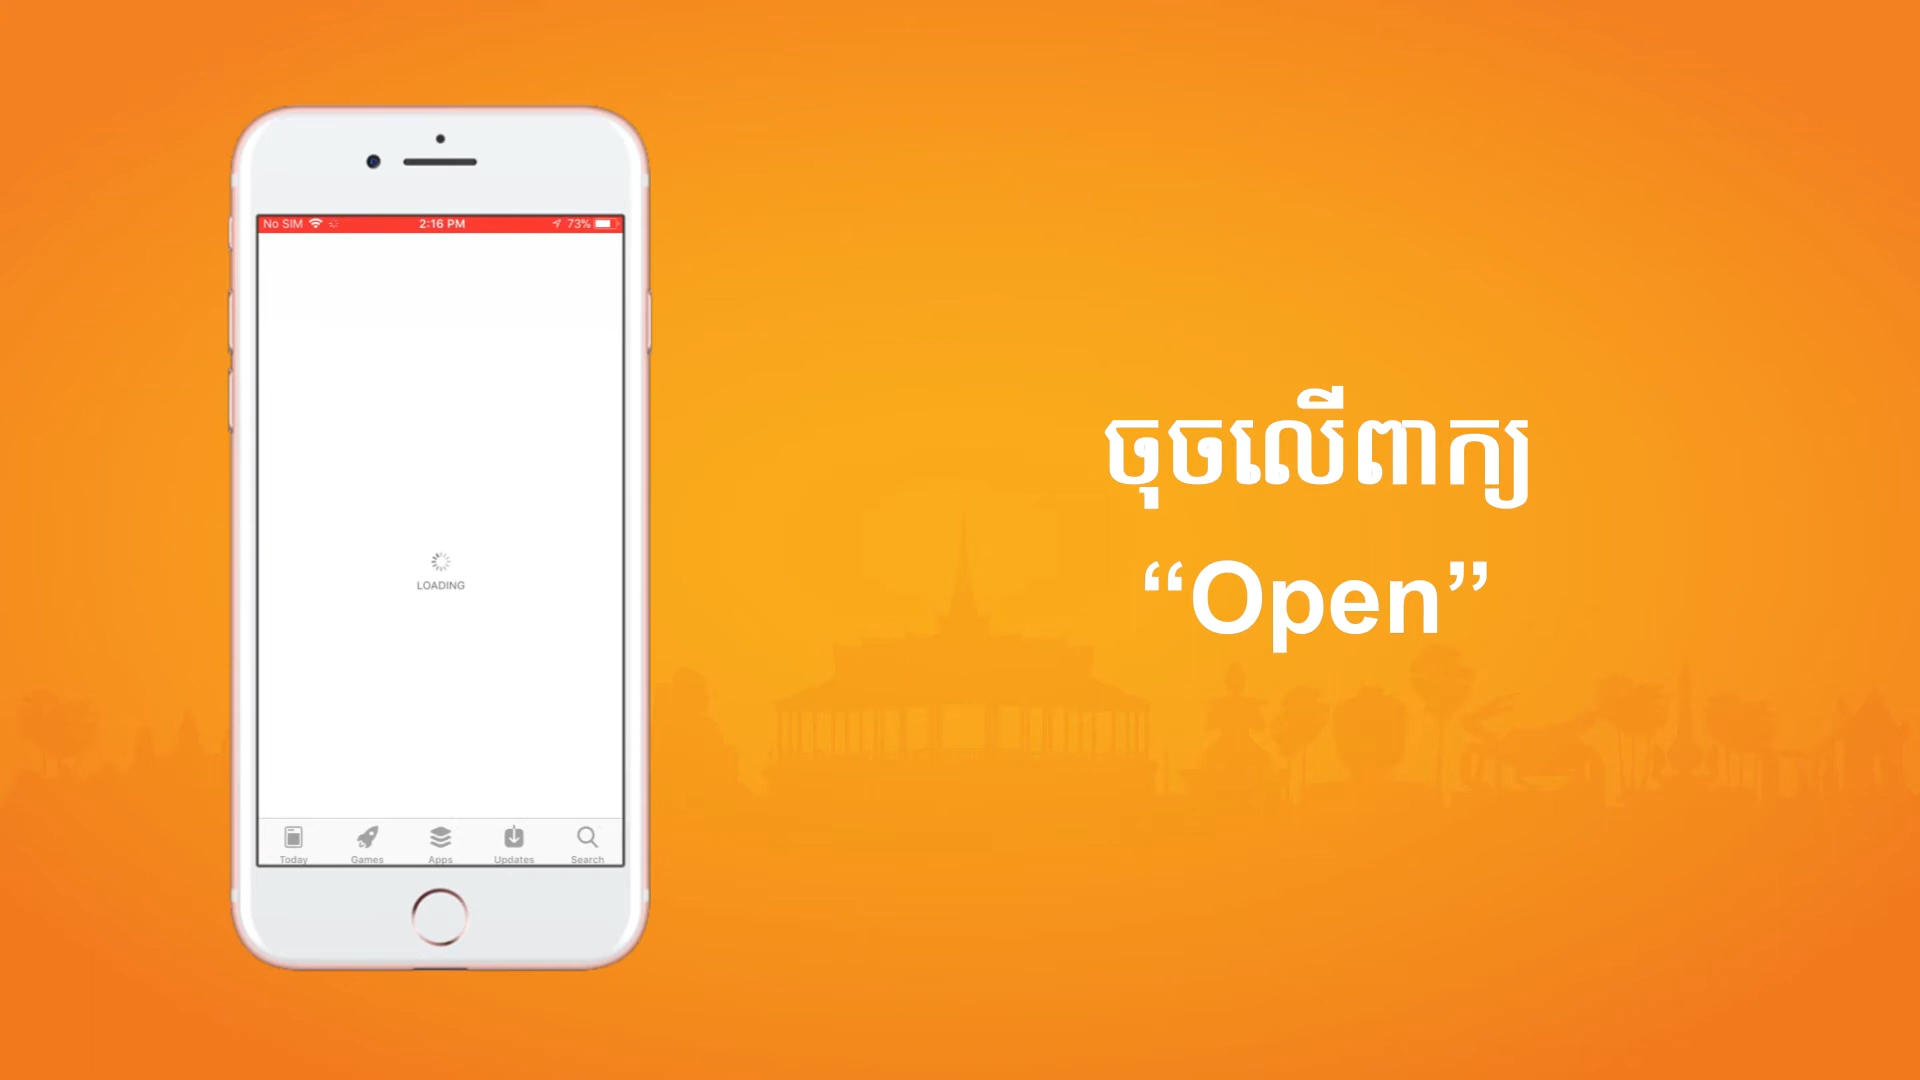 No SIM 2:16 PM 73%
LOADING
Today Games Apps Updates Search
ចុចលើពាក្យ
“Open”